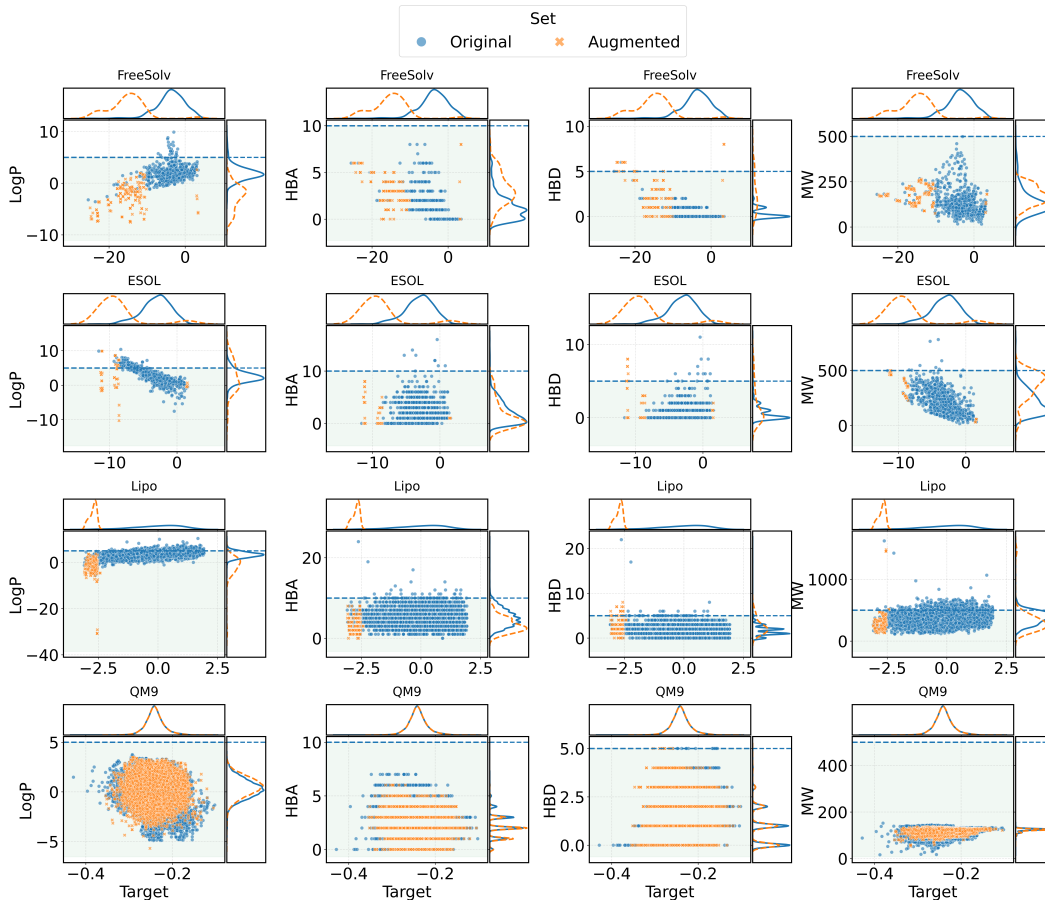 Set
Original Augmented
FreeSolv FreeSolv FreeSolv FreeSolv
LogP 10 0 −10 −20 0
HBA 10 5 0 −20 0
HBD 10 5 0 −20 0
MW 500 250 0 −20 0
ESOL ESOL ESOL ESOL
LogP 10 5 0 −10 −10 0
HBA 10 0 −10 0
HBD 10 0 −10 0
MW 500 0 −10 0
Lipo Lipo Lipo Lipo
LogP 0 −20 −40 −2.5 0.0 2.5
HBA 20 0 −2.5 0.0 2.5
HBD 20 10 0 −2.5 0.0 2.5
MW 1000 0 −2.5 0.0 2.5
QM9 QM9 QM9 QM9
LogP 5 0 −5 −0.4 −0.2
HBA 10 5 0 −0.4 −0.2
HBD 5.0 2.5 0.0 −0.4 −0.2
MW 400 200 0 −0.4 −0.2
Target Target Target Target